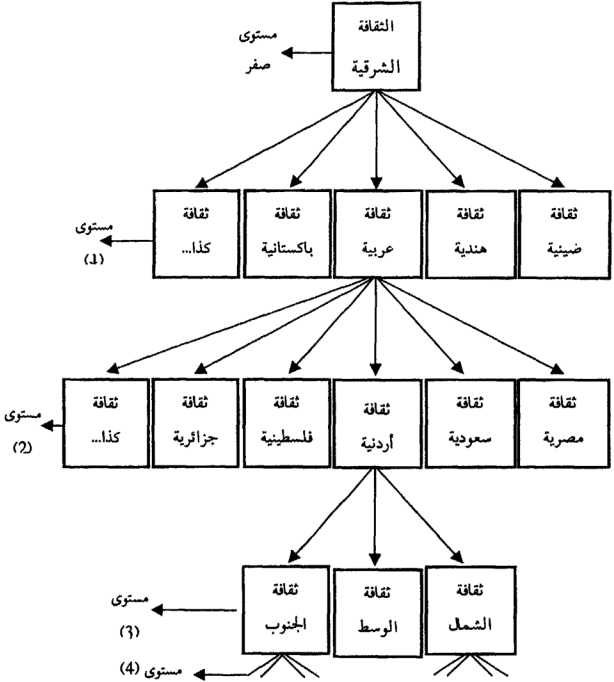 الثقافة
الشرقية
مستوى
صفر
ثقافة
ضينية
ثقافة
هندية
ثقافة
عربية
ثقافة
باكستانية
ثقافة
كذا...
مستوى
(1)
ثقافة
مصرية
ثقافة
سعودية
ثقافة
أردنية
ثقافة
فلسطينية
ثقافة
جزائرية
ثقافة
كذا...
مستوى
(2)
ثقافة
الشمال
ثقافة
الوسط
ثقافة
الجنوب
مستوى
(3)
مستوى (4)